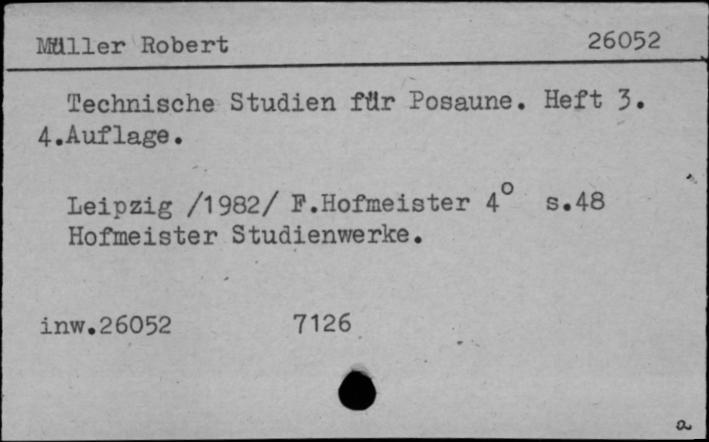 Müller Robert 26052
Technische Studien für Posaune. Heft 3.
4.Auflage.
Leipzig /1982/ F.Hofmeister 4° s.48
Hofmeister Studienwerke.
inw.26052 7126
a